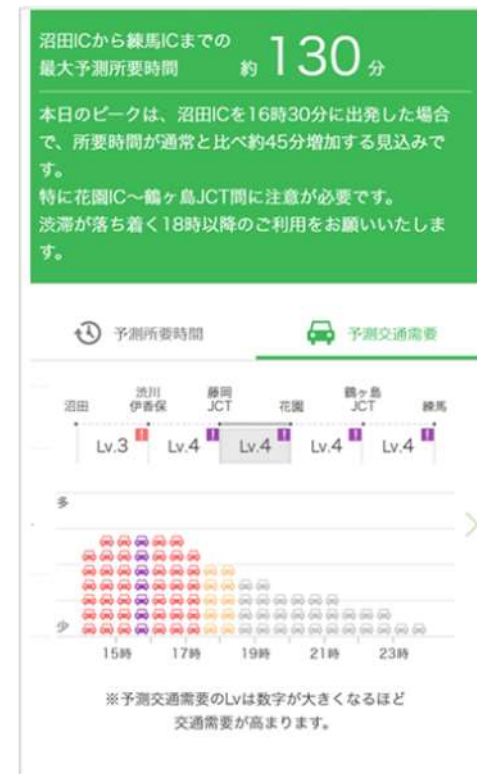 沼田ICから練馬ICまでの
最大予測所要時間 約 130 分
本日のピークは、沼田ICを16時30分に出発した場合
で、所要時間が通常と比べ約45分増加する見込みで
す。
特に花園IC〜鶴ヶ島JCT間に注意が必要です。
渋滞が落ち着く18時以降のご利用をお願いいたしま
す。
予測所要時間 予測交通需要
沼田 渋川伊香保 藤岡JCT 花園 鶴ヶ島JCT 練馬
Lv.3 Lv.4 Lv.4 Lv.4 Lv.4
多
少
15時 17時 19時 21時 23時
※予測交通需要のLvは数字が大きくなるほど
交通需要が高まります。